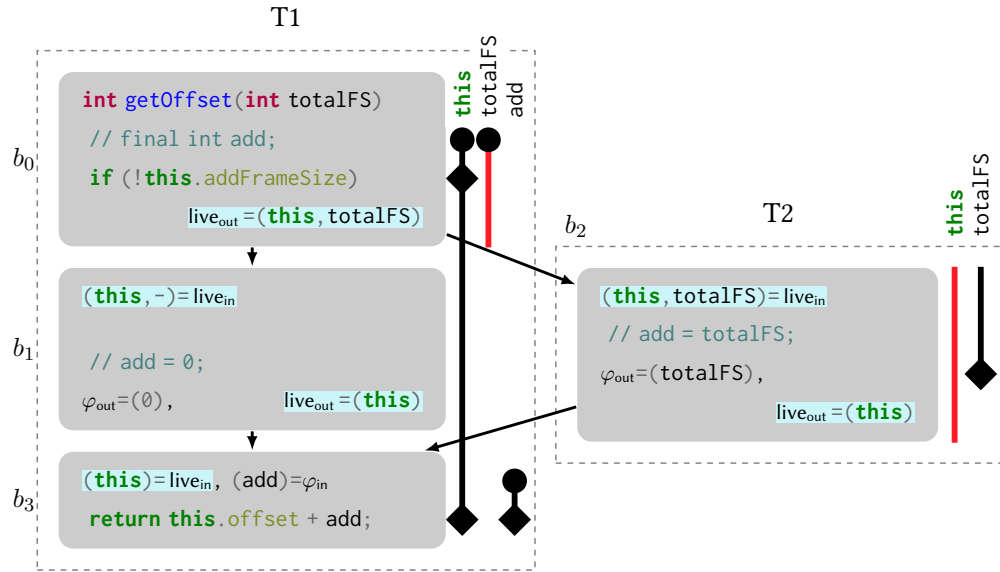 T1
this
totalFS
add
b0
int getOffset(int totalFS)
// final int add;
if (!this.addFrameSize)
liveout=(this,totalFS)
b1
(this,-)=livein
// add = 0;
φout=(0), liveout=(this)
b3
(this)=livein, (add)=φin
return this.offset + add;
T2
this
totalFS
b2
(this,totalFS)=livein
// add = totalFS;
φout=(totalFS),
liveout=(this)